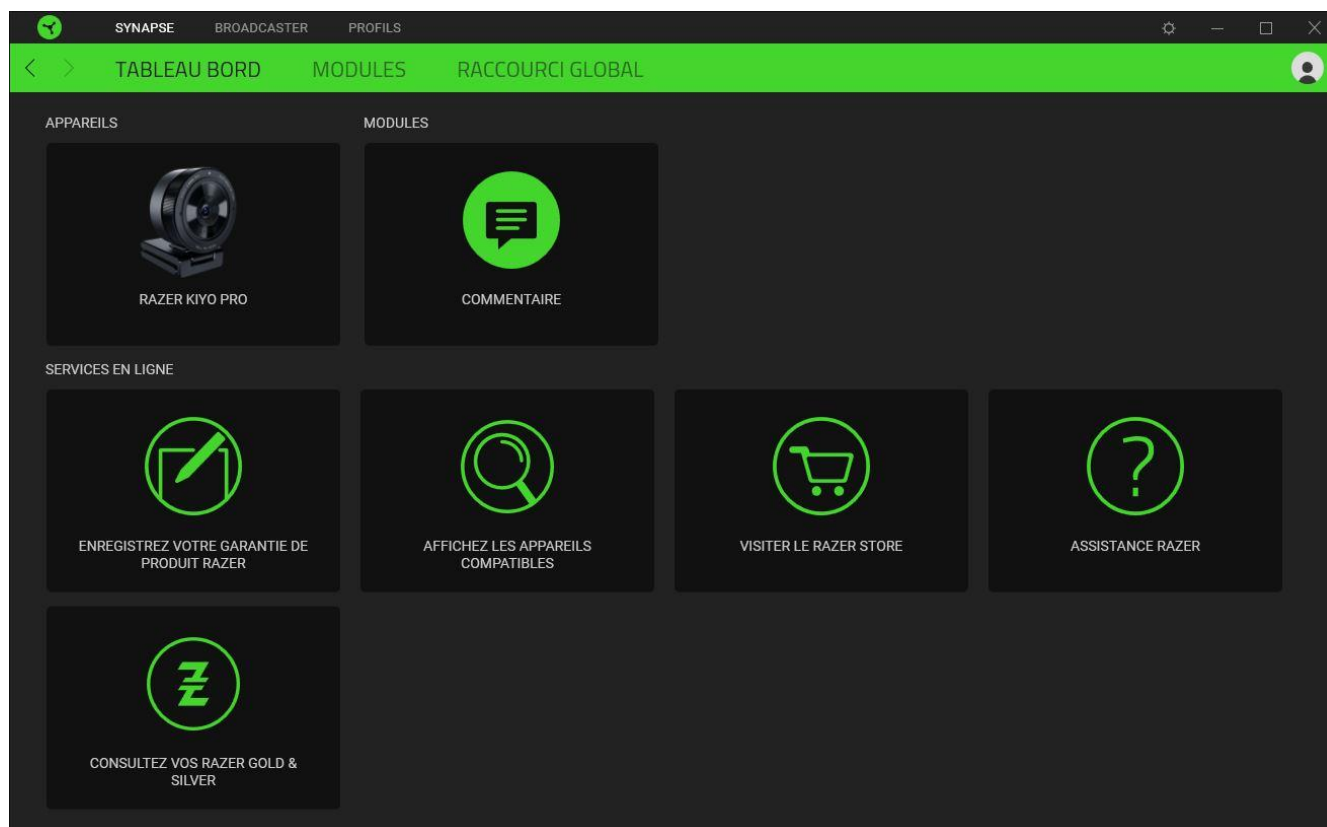 SYNAPSE BROADCASTER PROFILS
TABLEAU BORD MODULES RACCOURCI GLOBAL
APPAREILS MODULES
RAZER KIYO PRO COMMENTAIRE
SERVICES EN LIGNE
ENREGISTREZ VOTRE GARANTIE DE
PRODUIT RAZER
AFFICHEZ LES APPAREILS
COMPATIBLES
VISITER LE RAZER STORE
ASSISTANCE RAZER
CONSULTEZ VOS RAZER GOLD &
SILVER